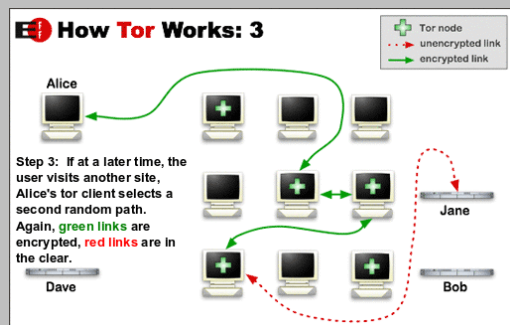 EFF How Tor Works: 3
Tor node
unencrypted link
encrypted link
Alice
Step 3: If at a later time, the
user visits another site,
Alice's tor client selects a
second random path.
Again, green links are
encrypted, red links are in
the clear.
Jane
Dave
Bob